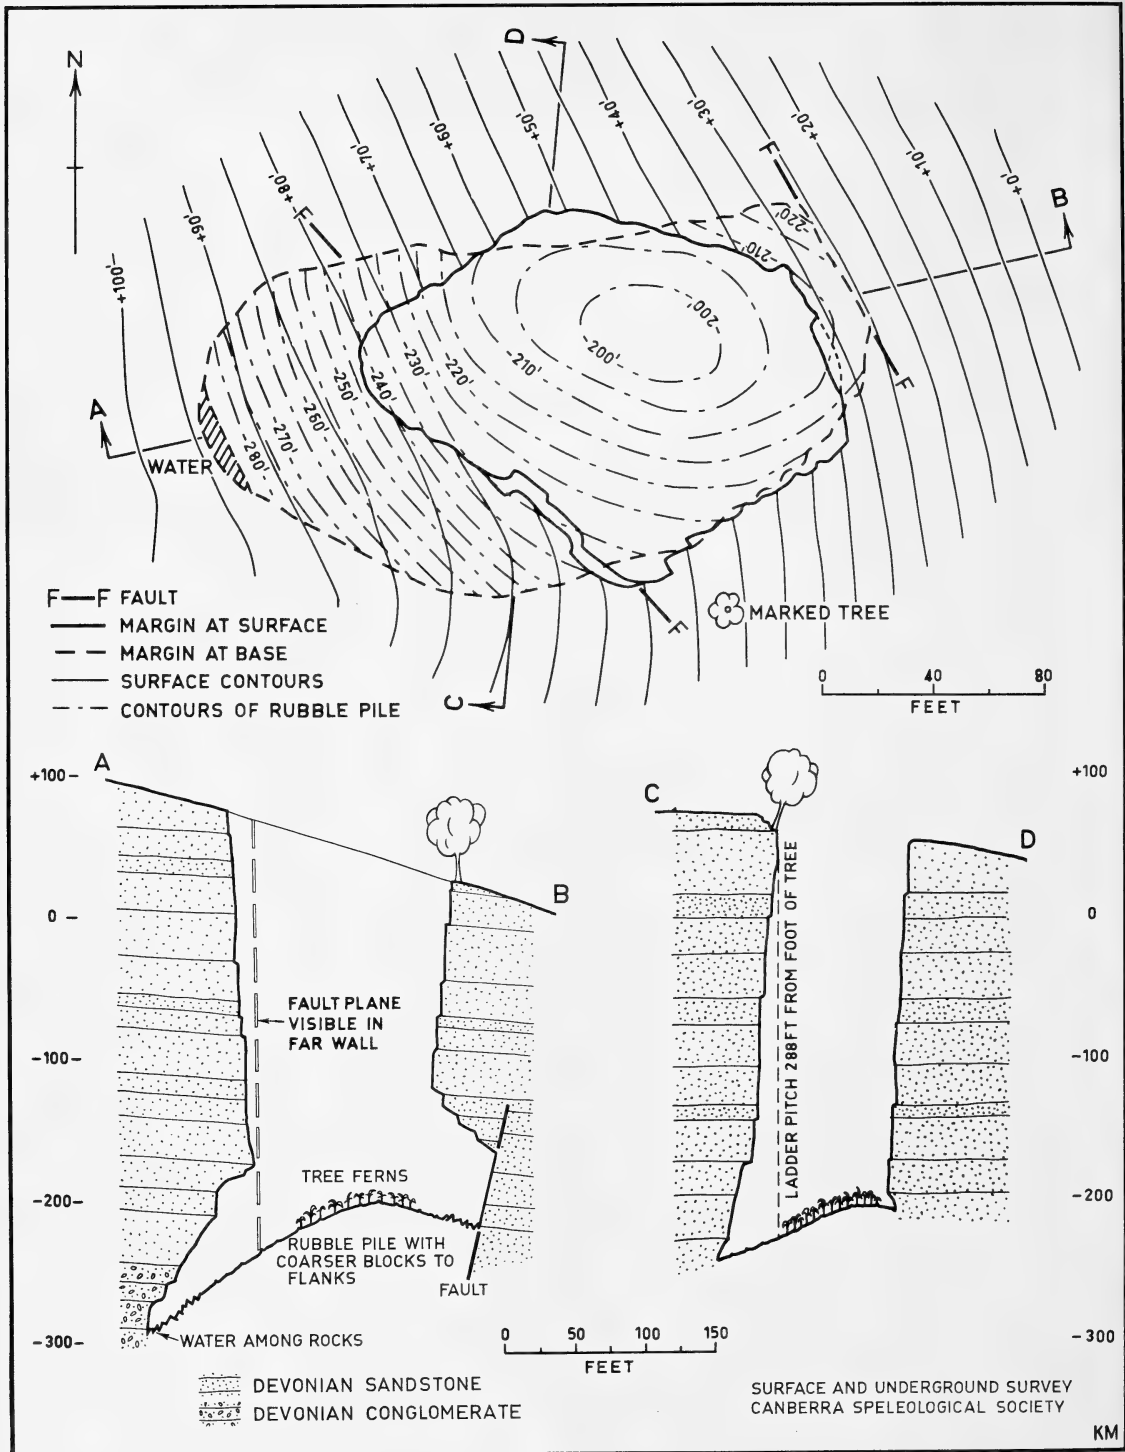 N
D
+100'-
+90'
+80'
+70'
+60'
+50'
+40'
+30'
+20'
+10'
+0'
F
F
B
-220'
-210'
-200'
-200'
-210'
-220'
-230'
-240'
-250'
-260'
-270'
-280'
F
A
WATER
F—F FAULT
MARGIN AT SURFACE
MARGIN AT BASE
SURFACE CONTOURS
CONTOURS OF RUBBLE PILE
F
MARKED TREE
C
0 40 80
FEET
A
+100-
0 -
-100-
-200-
-300-
B
FAULT PLANE
VISIBLE IN
FAR WALL
TREE FERNS
RUBBLE PILE WITH
COARSER BLOCKS TO
FLANKS
FAULT
WATER AMONG ROCKS
C
D
LADDER PITCH 288FT FROM FOOT OF TREE
+100
0
-100
-200
-300
0 50 100 150
FEET
DEVONIAN SANDSTONE
DEVONIAN CONGLOMERATE
SURFACE AND UNDERGROUND SURVEY
CANBERRA SPELEOLOGICAL SOCIETY
KM